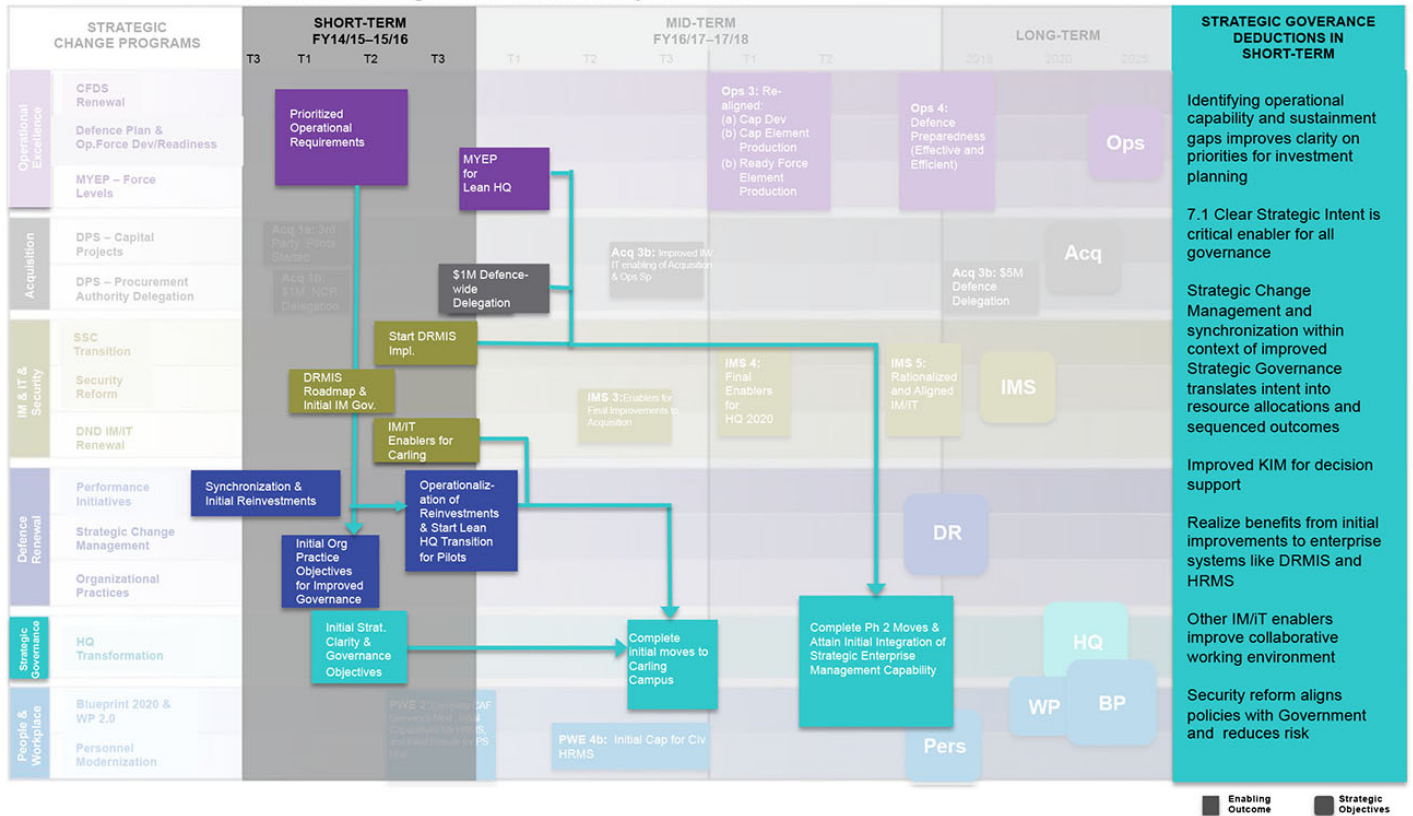 STRATEGIC
CHANGE PROGRAMS
SHORT-TERM
FY14/15–15/16
MID-TERM
FY16/17–17/18
LONG-TERM
T3
T1
T2
T3
T1
T2
T3
T1
T2
2019
2020
2025
STRATEGIC GOVERANCE
DEDUCTIONS IN
SHORT-TERM
Operational
Excellence
CFDS
Renewal
Defence Plan &
Op.Force Dev/Readiness
MYEP – Force
Levels
Prioritized
Operational
Requirements
MYEP
for
Lean HQ
Ops 3: Re-
aligned:
(a) Cap Dev
(b) Cap Element
Production
(b) Ready Force
Element
Production
Ops 4:
Defence
Preparedness
(Effective and
Efficient)
Ops
Acquisition
DPS – Capital
Projects
DPS – Procurement
Authority Delegation
Acq 1a: 3rd
Party Pilots
Started
Acq 1b:
$1M NCR
Delegation
$1M Defence-
wide
Delegation
Acq 3b: Improved IM/
IT enabling of Acquisition
& Ops Sp
Acq 3b: $5M
Defence
Delegation
Acq
IM & IT &
Security
SSC
Transition
Security
Reform
DND IM/IT
Renewal
Start DRMIS
Impl.
DRMIS
Roadmap &
Initial IM Gov.
IM/IT
Enablers for
Carling
IMS 3:Enablers for
Final Improvements to
Acquisition
IMS 4:
Final
Enablers
for
HQ 2020
IMS 5:
Rationalized
and Aligned
IM/IT
IMS
Defence
Renewal
Performance
Initiatives
Strategic Change
Management
Organizational
Practices
Synchronization &
Initial Reinvestments
Operationaliz-
ation of
Reinvestments
& Start Lean
HQ Transition
for Pilots
Initial Org
Practice
Objectives
for Improved
Governance
DR
Strategic
Governance
HQ
Transformation
Initial Strat.
Clarity &
Governance
Objectives
Complete
initial moves to
Carling
Campus
Complete Ph 2 Moves &
Attain Initial Integration of
Strategic Enterprise
Management Capability
HQ
People &
Workplace
Blueprint 2020 &
WP 2.0
Personnel
Modernization
PWE 4b: Initial Cap for Civ
HRMS
WP
BP
Pers
Identifying operational
capability and sustainment
gaps improves clarity on
priorities for investment
planning
7.1 Clear Strategic Intent is
critical enabler for all
governance
Strategic Change
Management and
synchronization within
context of improved
Strategic Governance
translates intent into
resource allocations and
sequenced outcomes
Improved KIM for decision
support
Realize benefits from initial
improvements to enterprise
systems like DRMIS and
HRMS
Other IM/iT enablers
improve collaborative
working environment
Security reform aligns
policies with Government
and reduces risk
Enabling
Outcome
Strategic
Objectives